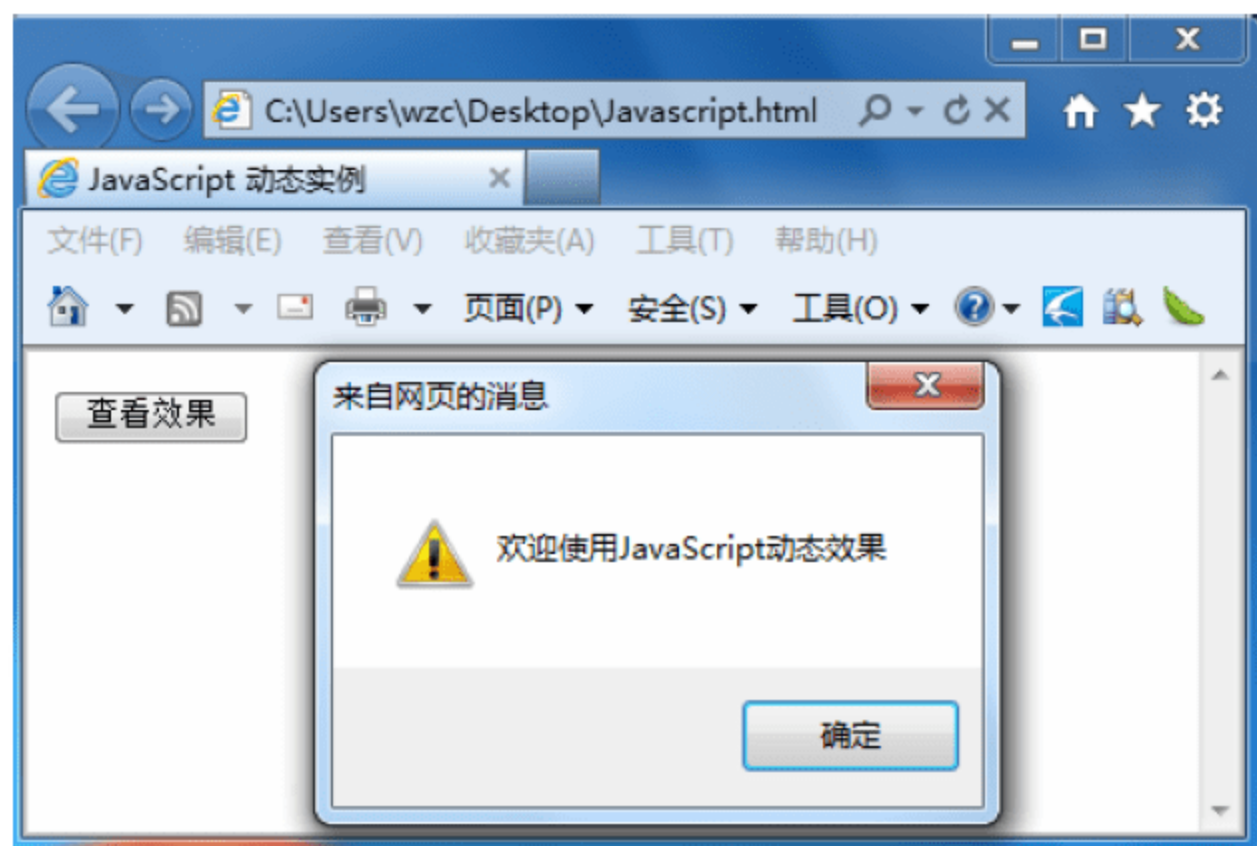 C:\Users\wzc\Desktop\Javascript.html
JavaScript 动态实例
文件(F) 编辑(E) 查看(V) 收藏夹(A) 工具(T) 帮助(H)
页面(P) 安全(S) 工具(O)
查看效果
来自网页的消息
欢迎使用JavaScript动态效果
确定